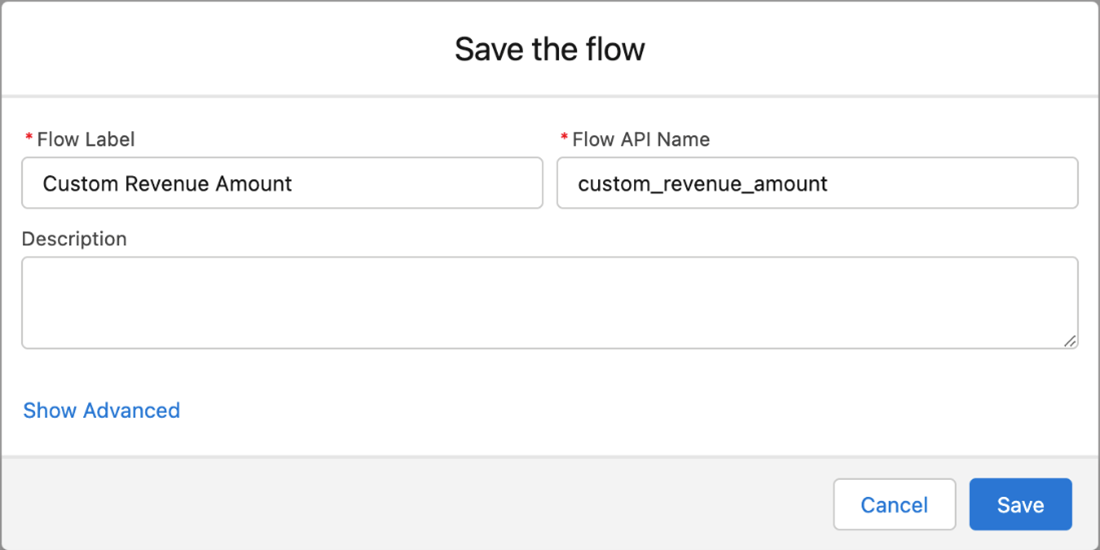 Save the flow
* Flow Label
* Flow API Name
Custom Revenue Amount
custom_revenue_amount
Description
Show Advanced
Cancel
Save